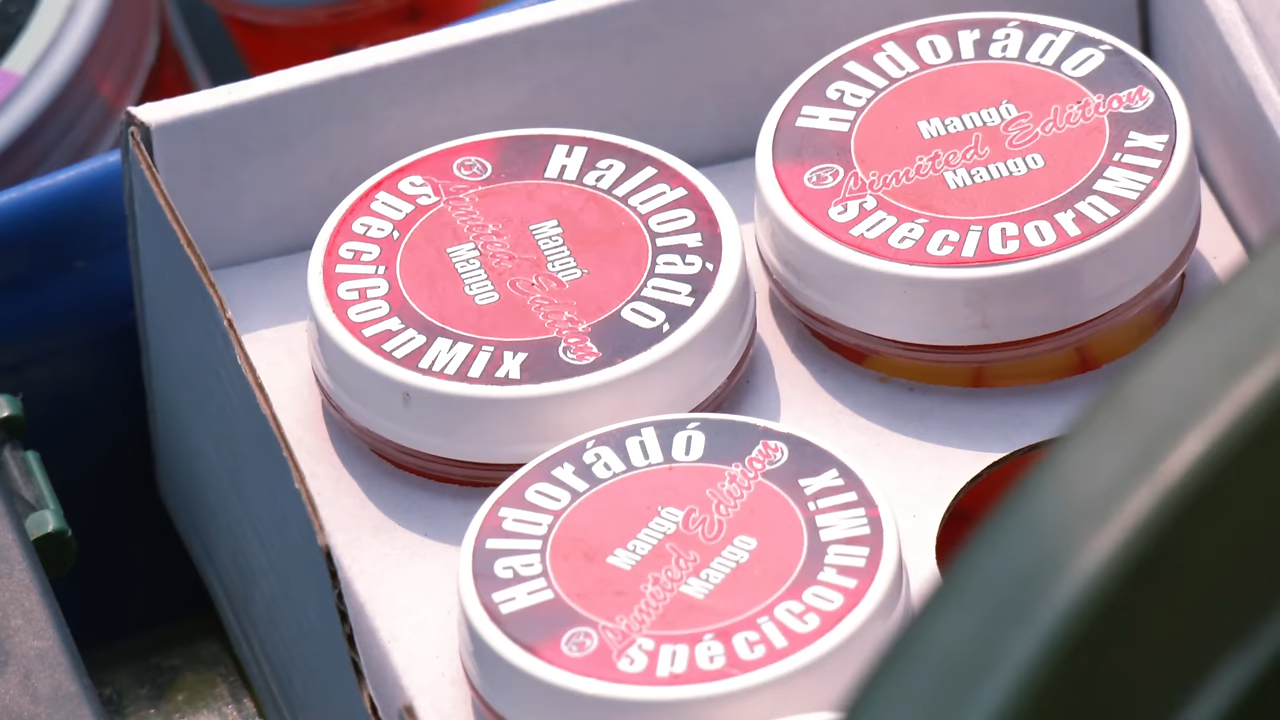 Haldorádó
Mangó
Limited Edition
Mango
SpéciCornMix
Haldorádó
Mangó
Limited Edition
Mango
SpéciCornMix
Haldorádó
Mangó
Limited Edition
Mango
SpéciCornMix